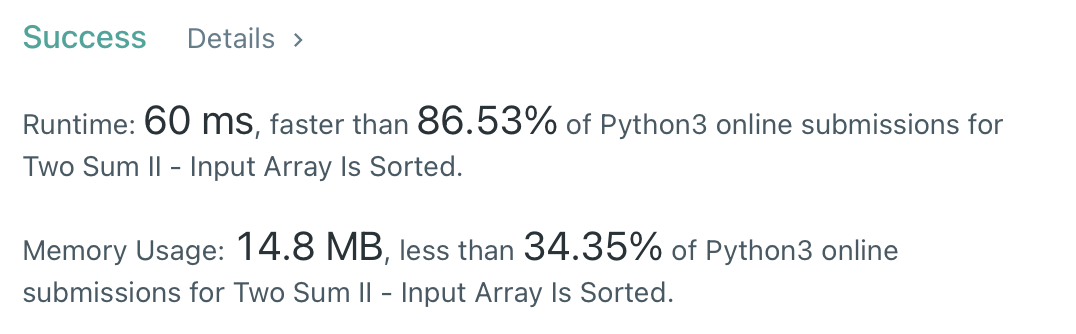 Success Details >
Runtime: 60 ms, faster than 86.53% of Python3 online submissions for
Two Sum II - Input Array Is Sorted.
Memory Usage: 14.8 MB, less than 34.35% of Python3 online
submissions for Two Sum II - Input Array Is Sorted.